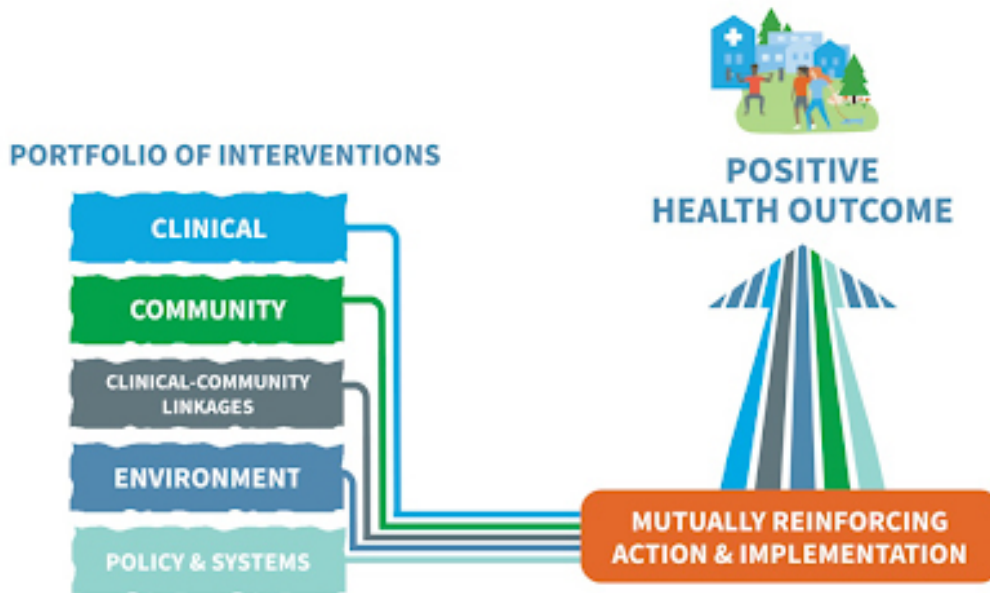 PORTFOLIO OF INTERVENTIONS
CLINICAL
COMMUNITY
CLINICAL-COMMUNITY
LINKAGES
ENVIRONMENT
POLICY & SYSTEMS
POSITIVE
HEALTH OUTCOME
MUTUALLY REINFORCING
ACTION & IMPLEMENTATION